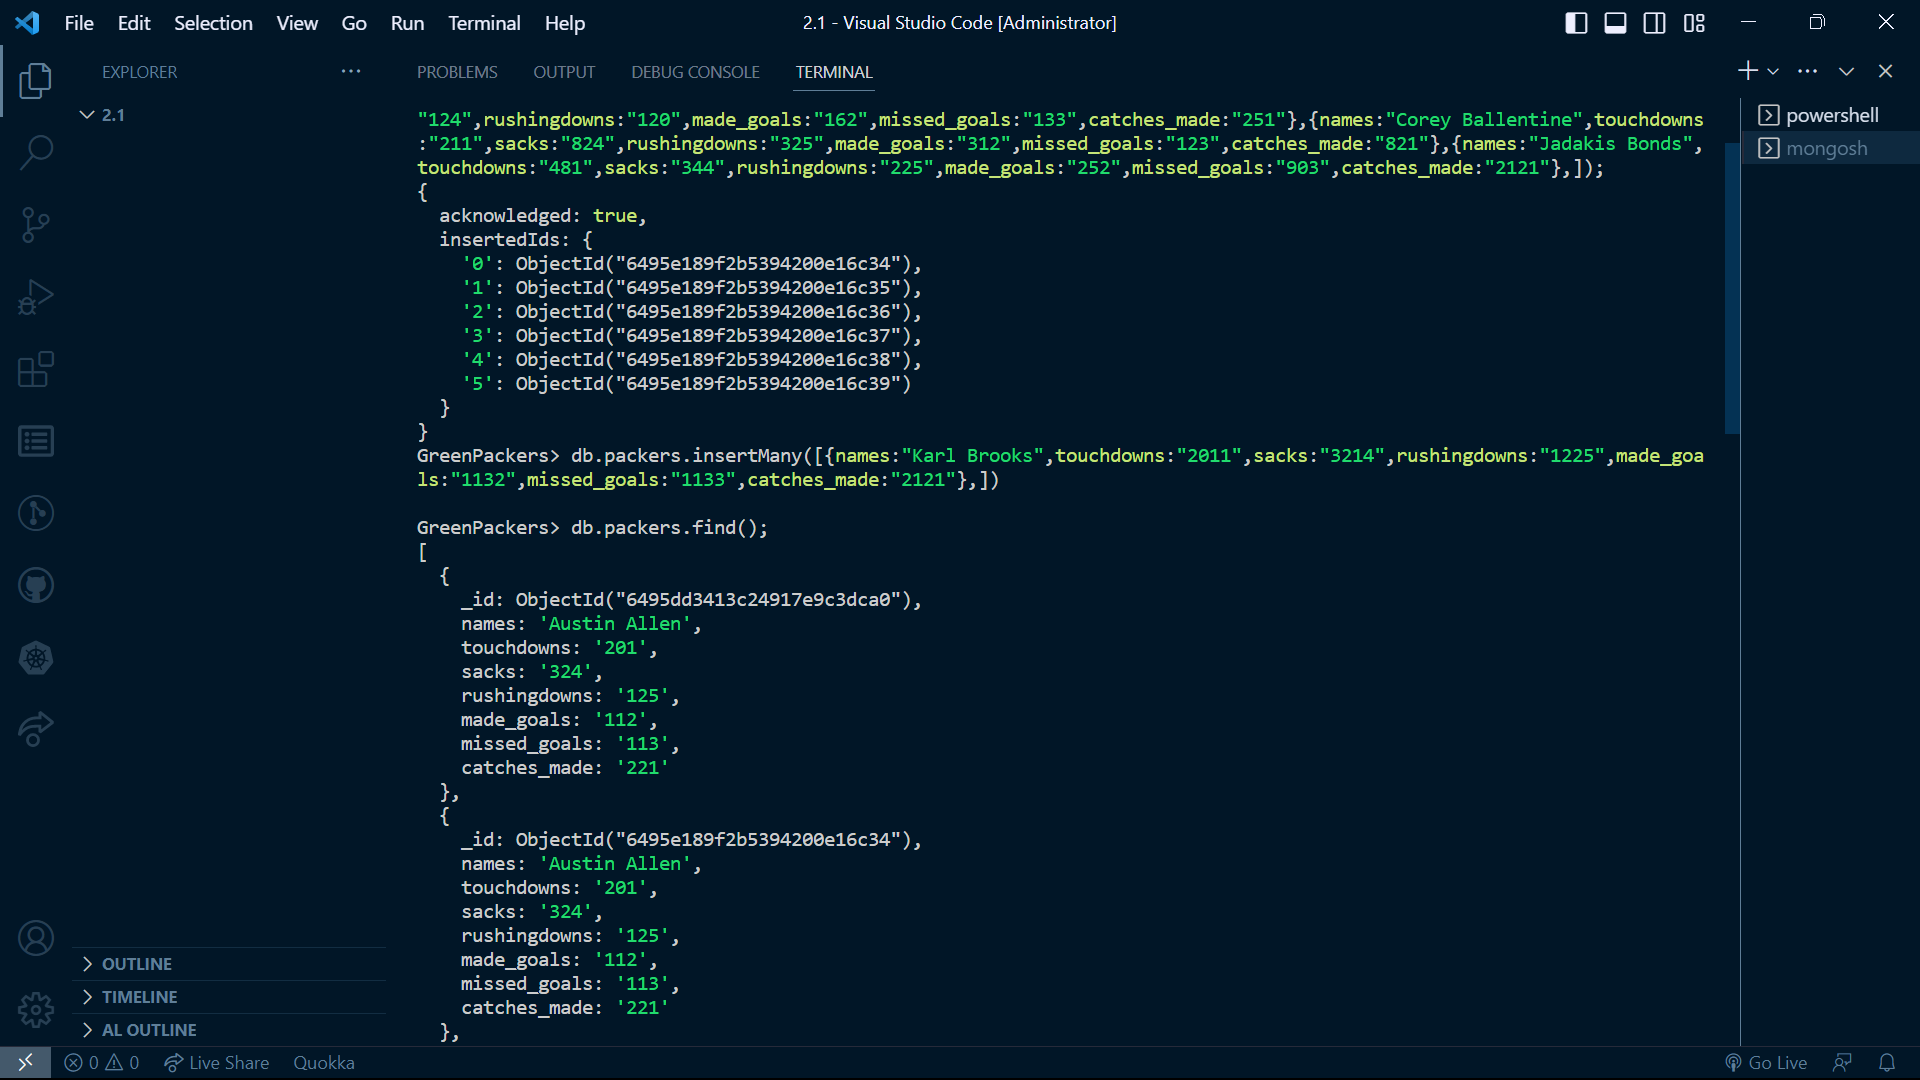 File Edit Selection View Go Run Terminal Help
2.1 - Visual Studio Code [Administrator]
EXPLORER
PROBLEMS OUTPUT DEBUG CONSOLE TERMINAL
2.1
"124",rushingdowns:"120",made_goals:"162",missed_goals:"133",catches_made:"251"},{names:"Corey Ballentine",touchdowns
:"211",sacks:"824",rushingdowns:"325",made_goals:"312",missed_goals:"123",catches_made:"821"},{names:"Jadakis Bonds",
touchdowns:"481",sacks:"344",rushingdowns:"225",made_goals:"252",missed_goals:"903",catches_made:"2121"},]);
{
acknowledged: true,
insertedIds: {
'0': ObjectId("6495e189f2b5394200e16c34"),
'1': ObjectId("6495e189f2b5394200e16c35"),
'2': ObjectId("6495e189f2b5394200e16c36"),
'3': ObjectId("6495e189f2b5394200e16c37"),
'4': ObjectId("6495e189f2b5394200e16c38"),
'5': ObjectId("6495e189f2b5394200e16c39")
}
}
GreenPackers> db.packers.insertMany([{names:"Karl Brooks",touchdowns:"2011",sacks:"3214",rushingdowns:"1225",made_goa
ls:"1132",missed_goals:"1133",catches_made:"2121"},])
GreenPackers> db.packers.find();
[
{
_id: ObjectId("6495dd3413c24917e9c3dca0"),
names: 'Austin Allen',
touchdowns: '201',
sacks: '324',
rushingdowns: '125',
made_goals: '112',
missed_goals: '113',
catches_made: '221'
},
{
_id: ObjectId("6495e189f2b5394200e16c34"),
names: 'Austin Allen',
touchdowns: '201',
sacks: '324',
rushingdowns: '125',
made_goals: '112',
missed_goals: '113',
catches_made: '221'
},
powershell
mongosh
OUTLINE
TIMELINE
AL OUTLINE
0 0 Live Share Quokka
Go Live